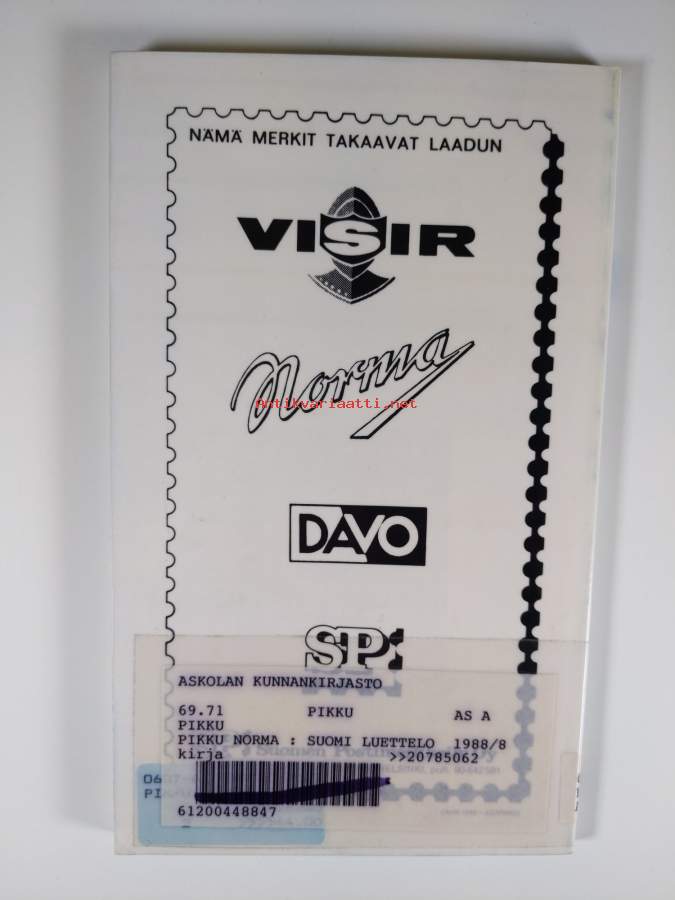 NÄMÄ MERKIT TAKAAVAT LAADUN
VISIR
Norma
Antikvariaatti.net
DAVO
SP
ASKOLAN KUNNANKIRJASTO
69.71 PIKKU AS A
PIKKU
PIKKU NORMA : SUOMI LUETTELO 1988/8
kirja >>20785062
61200448847